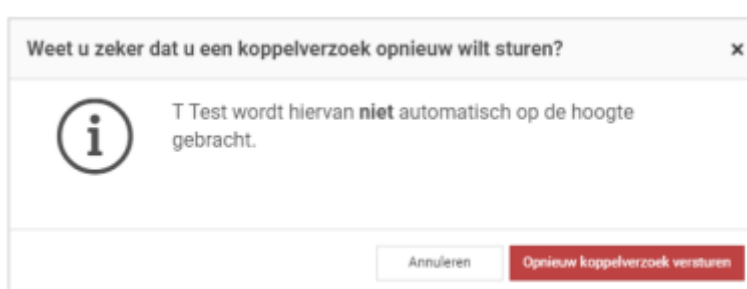 Weet u zeker dat u een koppelverzoek opnieuw wilt sturen?
T Test wordt hiervan niet automatisch op de hoogte
gebracht.
Annuleren
Opnieuw koppelverzoek versturen